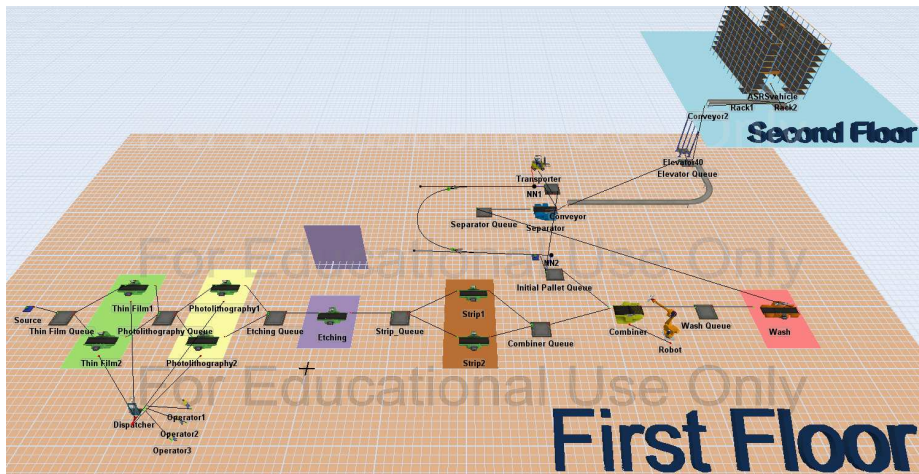 ASRSvehicle
Rack1
Rack2
Conveyor2
Second Floor
Elevator40
Elevator Queue
Transporter
NN1
Conveyor
Separator Queue
Separator
NN2
Initial Pallet Queue
For Educational Use Only
Thin Film1
Photolithography1
Source
Thin Film Queue
Photolithography Queue
Etching Queue
Etching
Strip_Queue
Strip1
Combiner Queue
Combiner
Robot
Wash Queue
Wash
Thin Film2
Photolithography2
Strip2
For Educational Use Only
Dispatcher
Operator1
Operator2
Operator3
First Floor